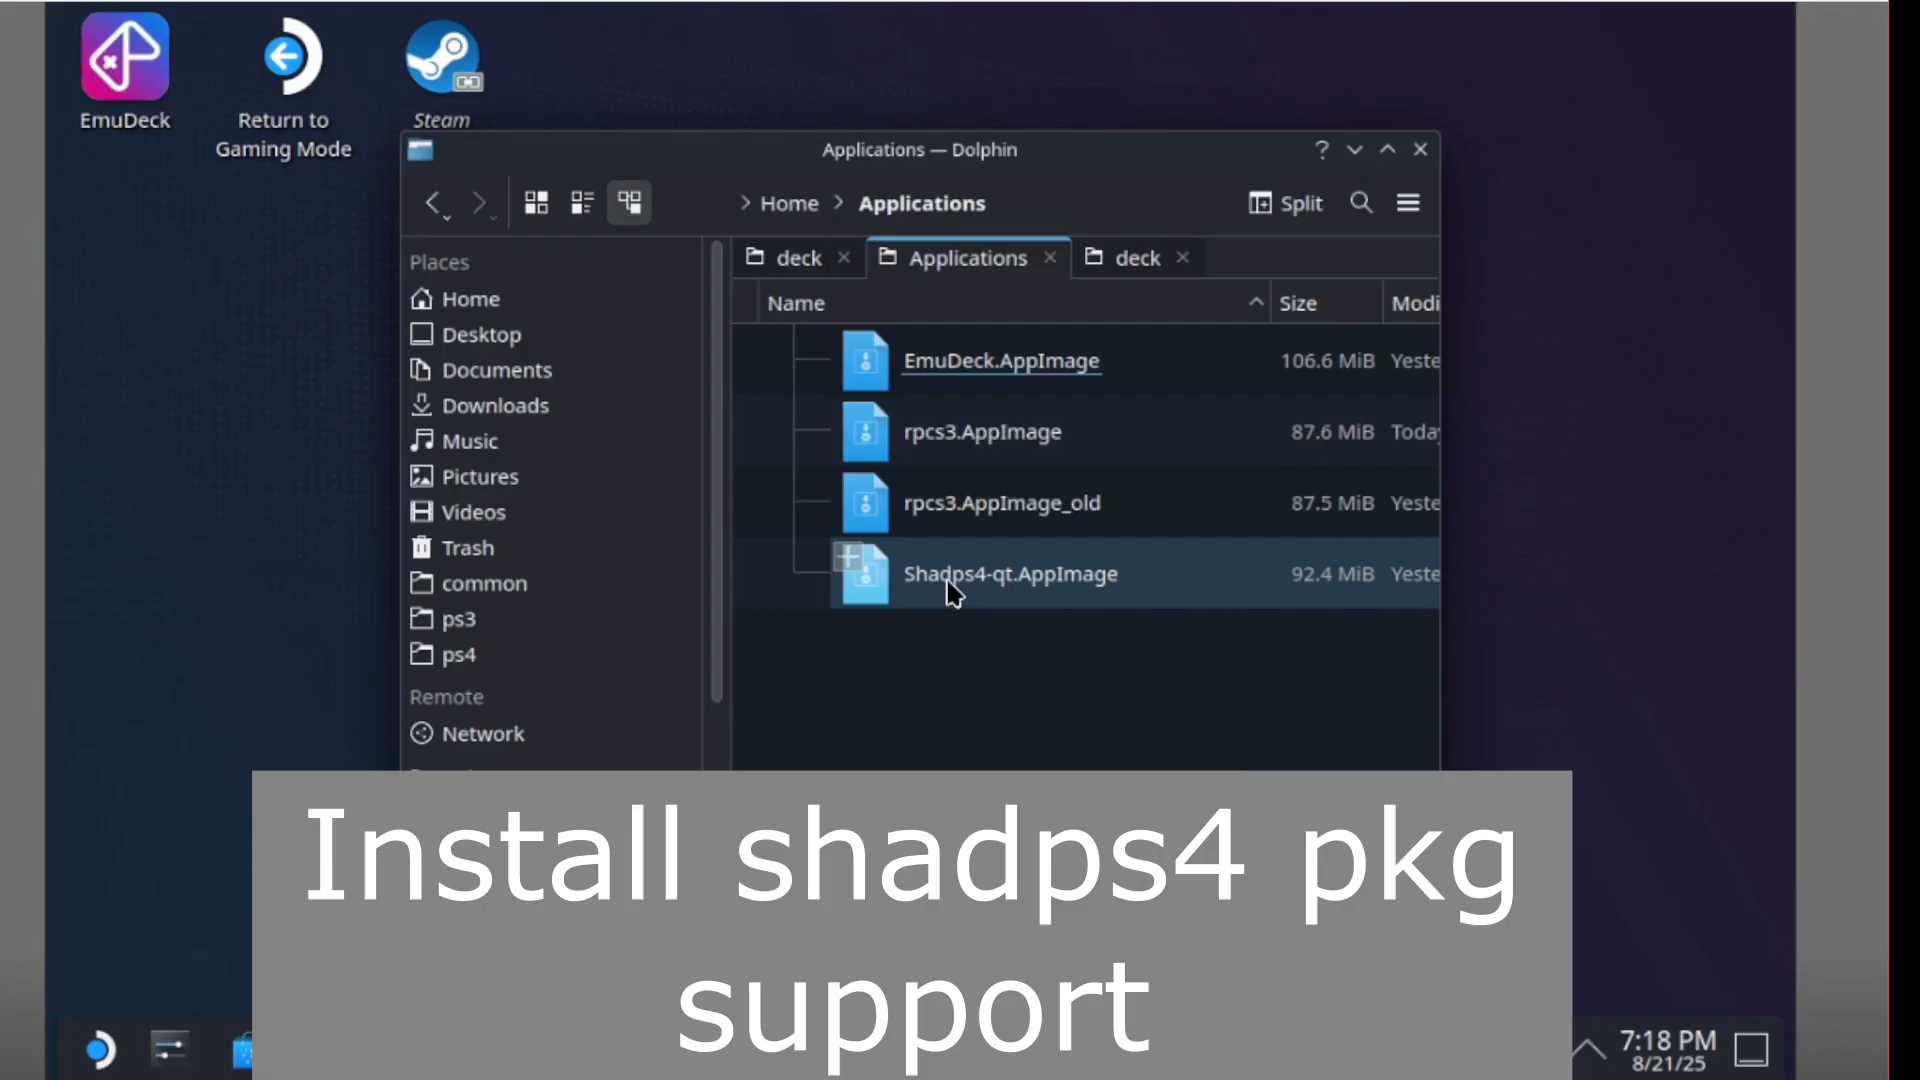 EmuDeck
Return to
Gaming Mode
Steam
Applications — Dolphin
Home
Applications
Split
Places
Home
Desktop
Documents
Downloads
Music
Pictures
Videos
Trash
common
ps3
ps4
Remote
Network
deck
Applications
deck
Name
Size
Modi
EmuDeck.AppImage 106.6 MiB Yeste
rpcs3.AppImage 87.6 MiB Today
rpcs3.AppImage_old 87.5 MiB Yeste
Shadps4-qt.AppImage 92.4 MiB Yeste
Install shadps4 pkg
support
7:18 PM
8/21/25